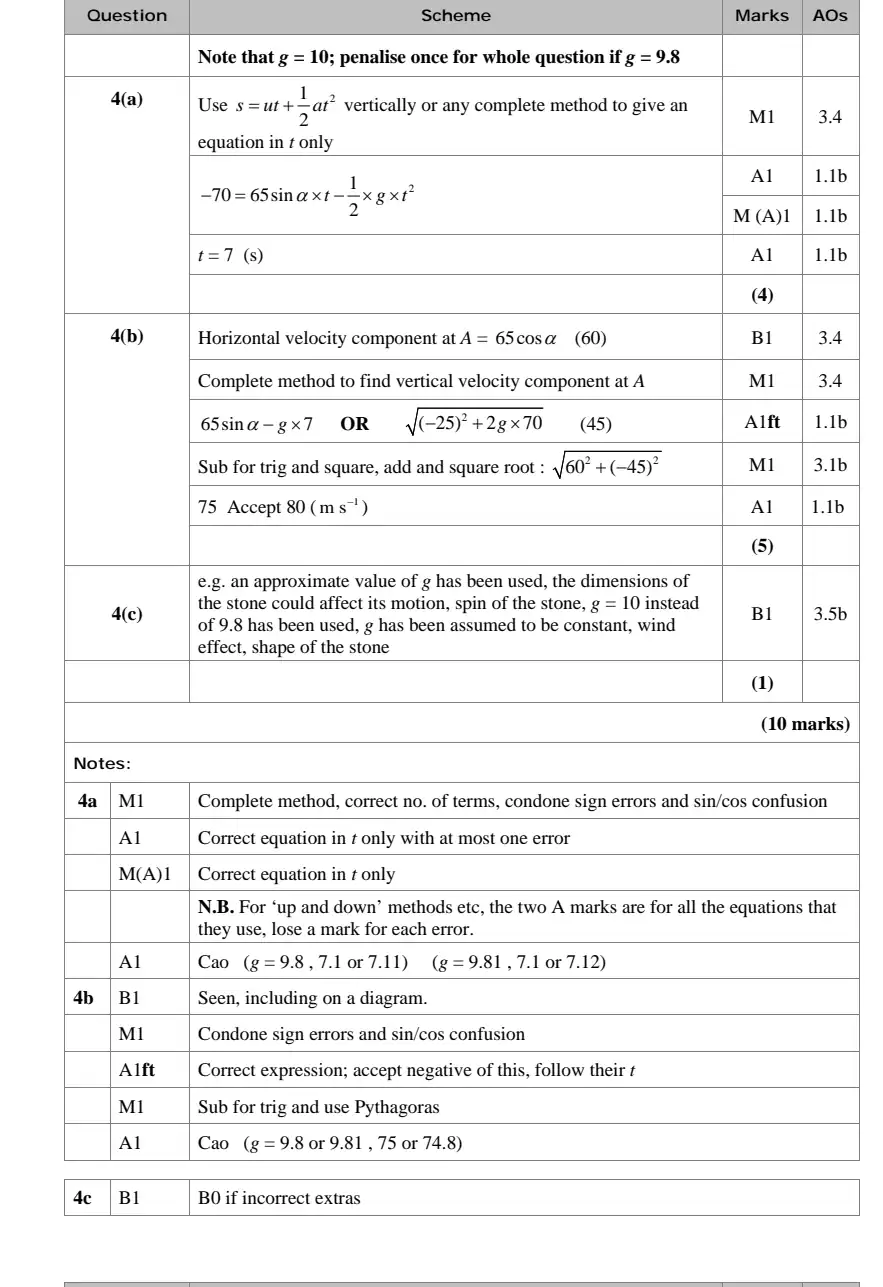 Question Scheme Marks AOs
Note that g = 10; penalise once for whole question if g = 9.8
4(a) Use s = ut + 1/2 at² vertically or any complete method to give an
equation in t only M1 3.4
−70 = 65sin α × t − 1/2 × g × t² A1 1.1b
M (A)1 1.1b
t = 7 (s) A1 1.1b
(4)
4(b) Horizontal velocity component at A = 65cos α (60) B1 3.4
Complete method to find vertical velocity component at A M1 3.4
65sin α − g × 7 OR √((−25)² + 2g × 70) (45) A1ft 1.1b
Sub for trig and square, add and square root : √(60² + (−45)²) M1 3.1b
75 Accept 80 (m s⁻¹) A1 1.1b
(5)
4(c) e.g. an approximate value of g has been used, the dimensions of
the stone could affect its motion, spin of the stone, g = 10 instead
of 9.8 has been used, g has been assumed to be constant, wind
effect, shape of the stone B1 3.5b
(1)
(10 marks)
Notes:
4a M1 Complete method, correct no. of terms, condone sign errors and sin/cos confusion
A1 Correct equation in t only with at most one error
M(A)1 Correct equation in t only
N.B. For ‘up and down’ methods etc, the two A marks are for all the equations that
they use, lose a mark for each error.
A1 Cao (g = 9.8 , 7.1 or 7.11) (g = 9.81 , 7.1 or 7.12)
4b B1 Seen, including on a diagram.
M1 Condone sign errors and sin/cos confusion
A1ft Correct expression; accept negative of this, follow their t
M1 Sub for trig and use Pythagoras
A1 Cao (g = 9.8 or 9.81 , 75 or 74.8)
4c B1 B0 if incorrect extras